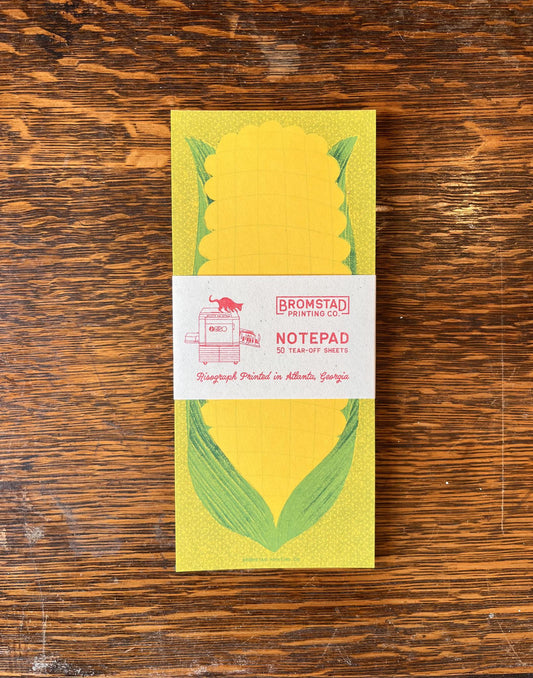 BROMSTAD
PRINTING CO.
NOTEPAD
50 TEAR-OFF SHEETS
Risograph Printed in Atlanta, Georgia